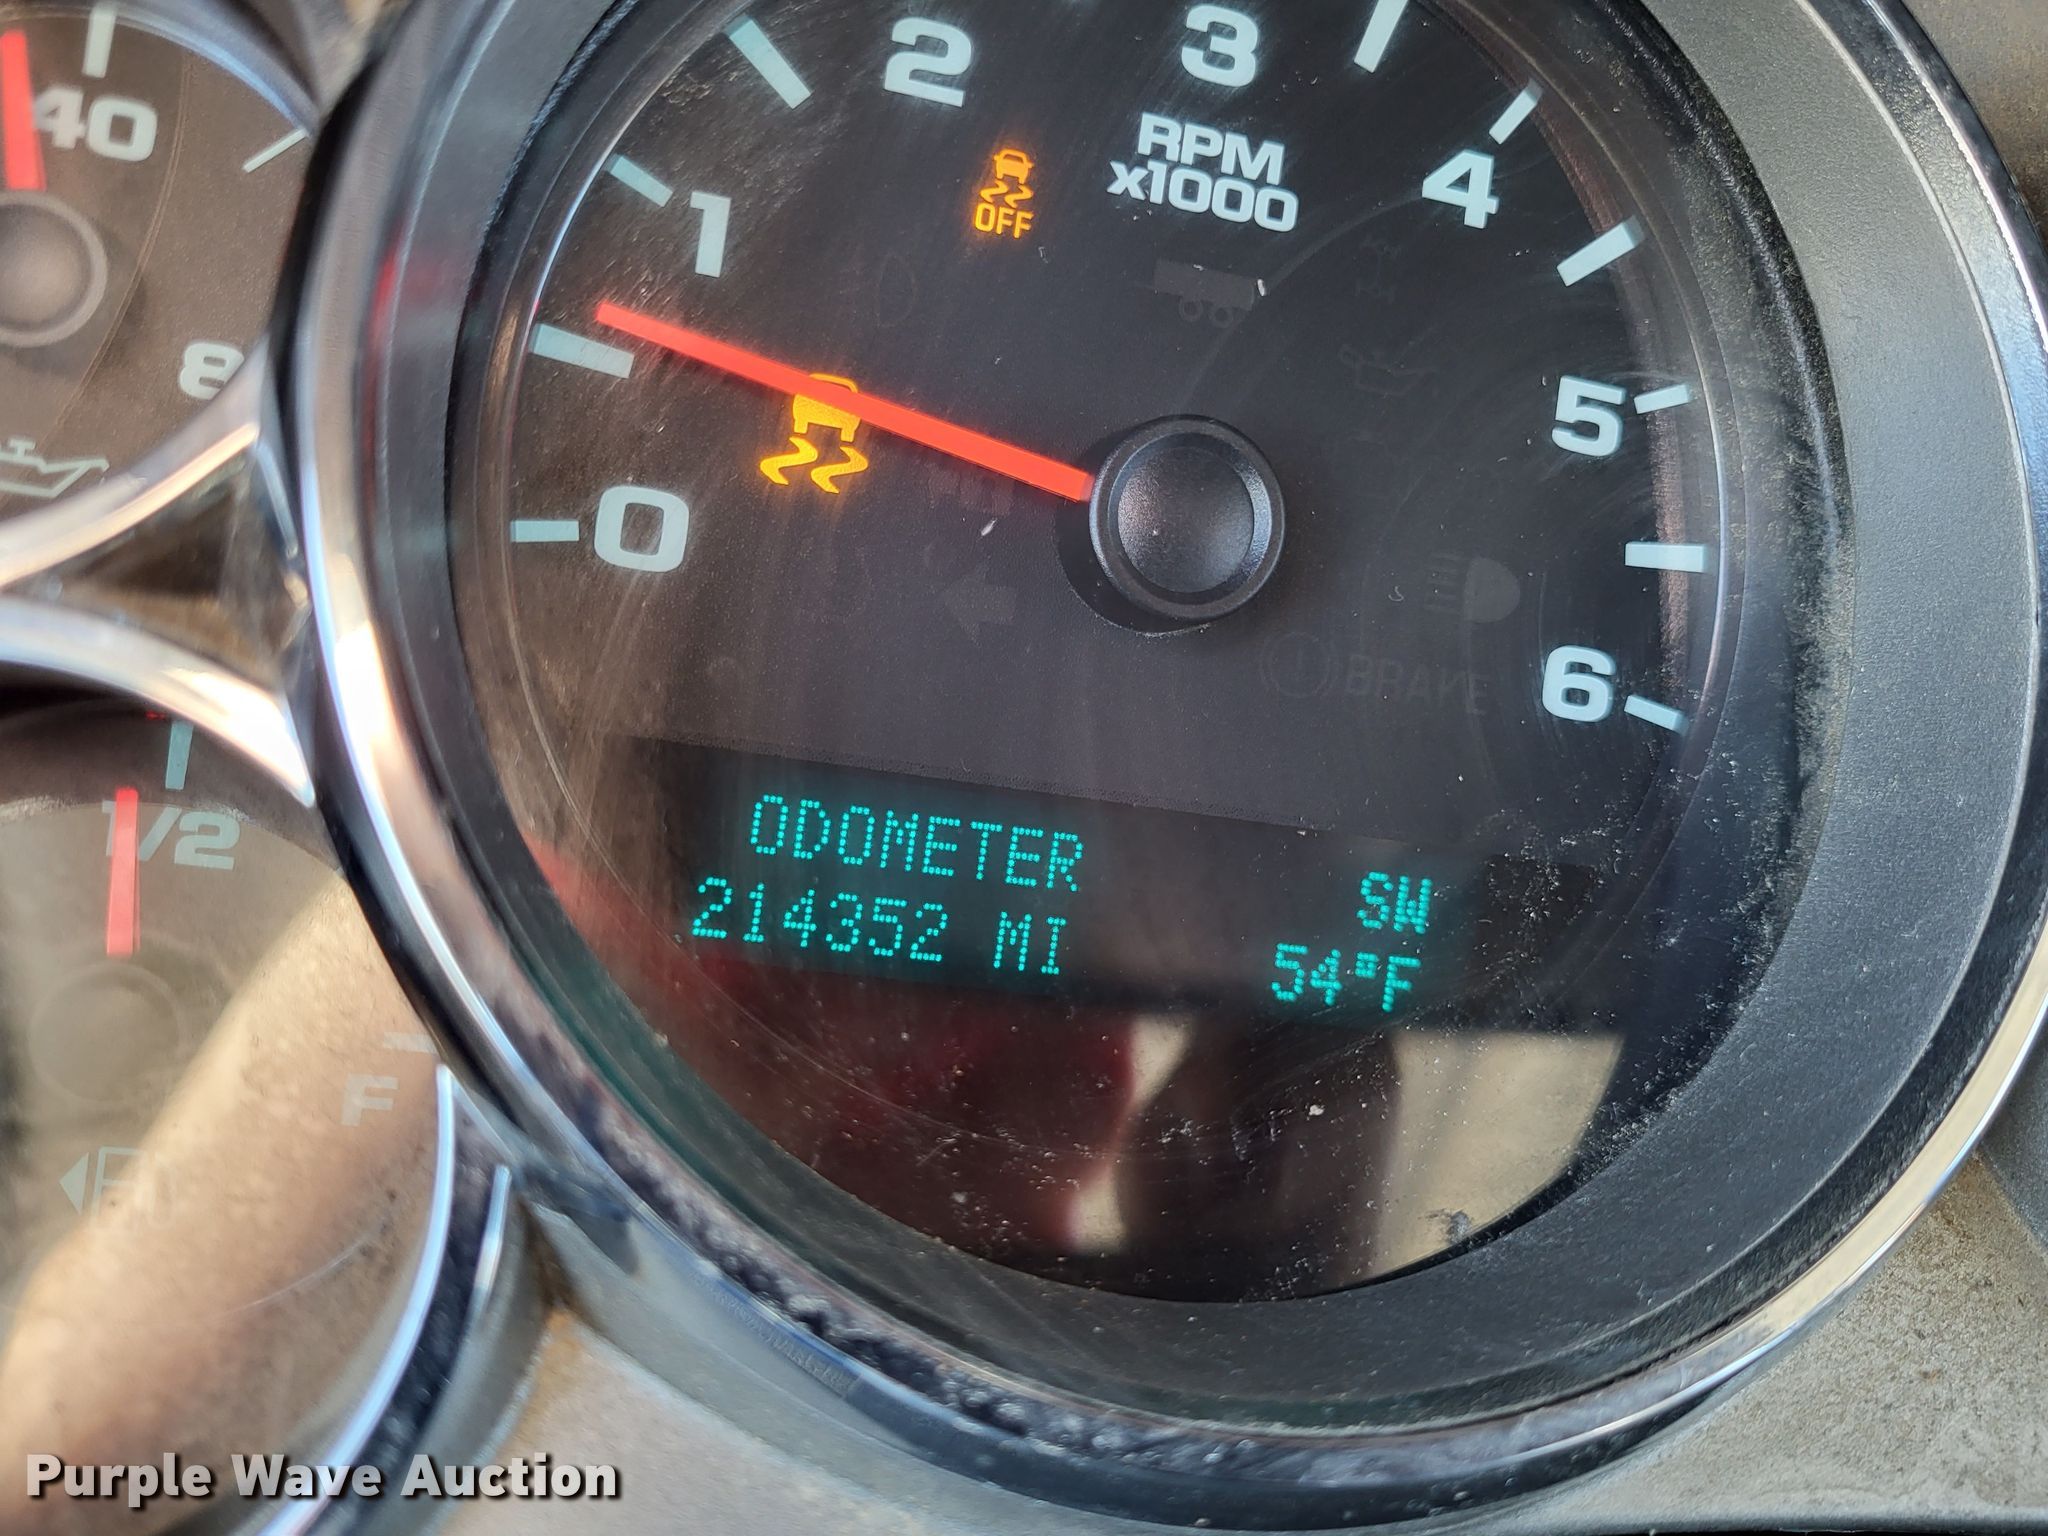 40
8
2
3
RPM
x1000
OFF
1
4
5
0
6
BRAKE
1/2
F
ODOMETER
214352 MI
SW
54°F
Purple Wave Auction